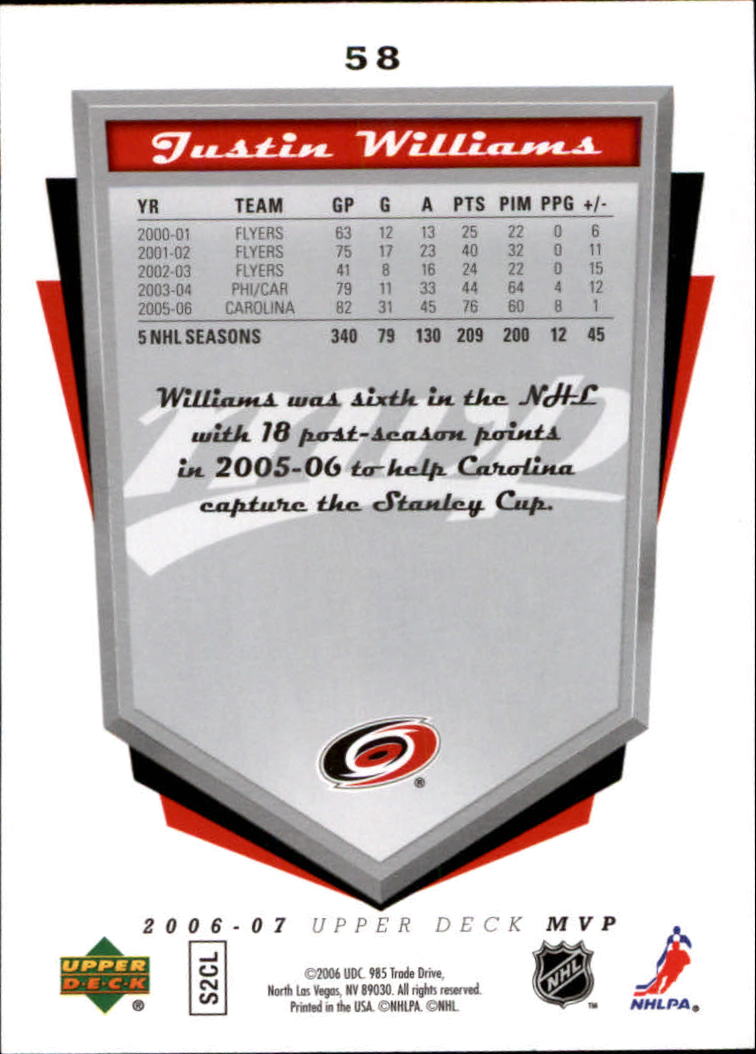 58
Justin Williams
YR TEAM GP G A PTS PIM PPG +/-
2000-01 FLYERS 63 12 13 25 22 0 6
2001-02 FLYERS 75 17 23 40 32 0 11
2002-03 FLYERS 41 8 16 24 22 0 15
2003-04 PHI/CAR 79 11 33 44 64 4 12
2005-06 CAROLINA 82 31 45 76 60 8 1
5 NHL SEASONS 340 79 130 209 200 12 45
mvp
Williams was sixth in the NHL
with 18 post-season points
in 2005-06 to help Carolina
capture the Stanley Cup.
®
2006-07 UPPER DECK MVP
UPPER
DECK
®
S2CL
©2006 UDC. 985 Trade Drive,
North Las Vegas, NV 89030. All rights reserved.
Printed in the USA. ©NHLPA. ©NHL.
NHL
™
NHLPA®